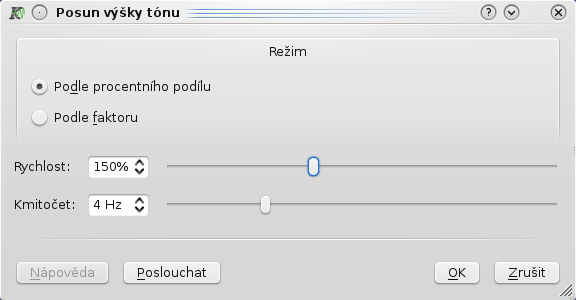 Posun výšky tónu
Režim
Podle procentního podílu
Podle faktoru
Rychlost: 150%
Kmitočet: 4 Hz
Nápověda Poslouchat OK Zrušit